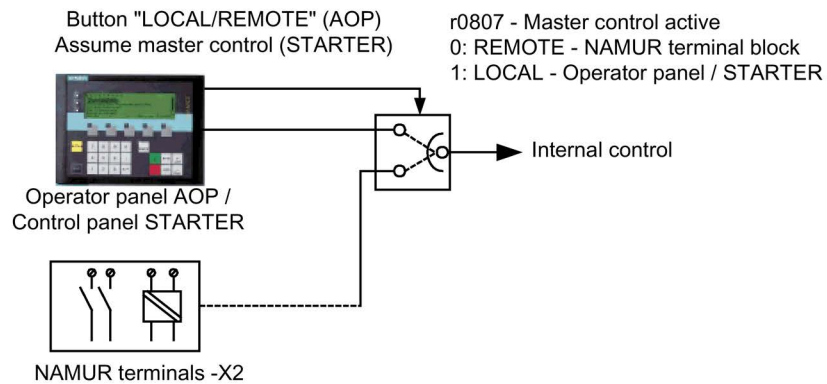 Button "LOCAL/REMOTE" (AOP)
Assume master control (STARTER)
r0807 - Master control active
0: REMOTE - NAMUR terminal block
1: LOCAL - Operator panel / STARTER
Internal control
Operator panel AOP /
Control panel STARTER
NAMUR terminals -X2